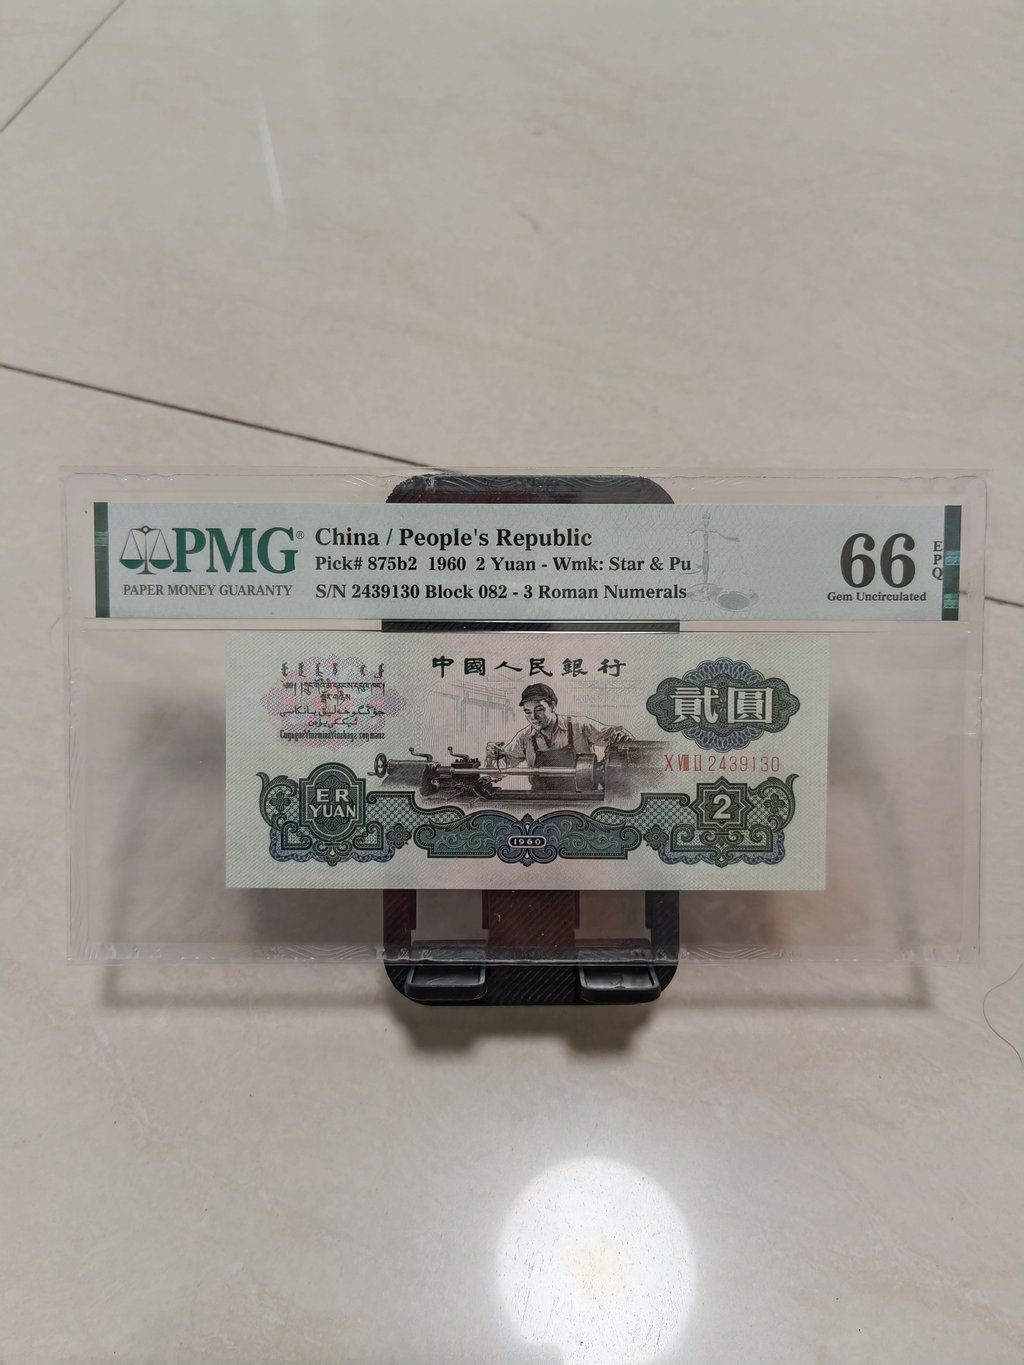 PMG®
PAPER MONEY GUARANTY
China / People's Republic
Pick# 875b2 1960 2 Yuan - Wmk: Star & Pu
S/N 2439130 Block 082 - 3 Roman Numerals
66 EPQ
Gem Uncirculated
中國人民銀行
貳圓
X VIII II 2439130
ER
YUAN
2
1960